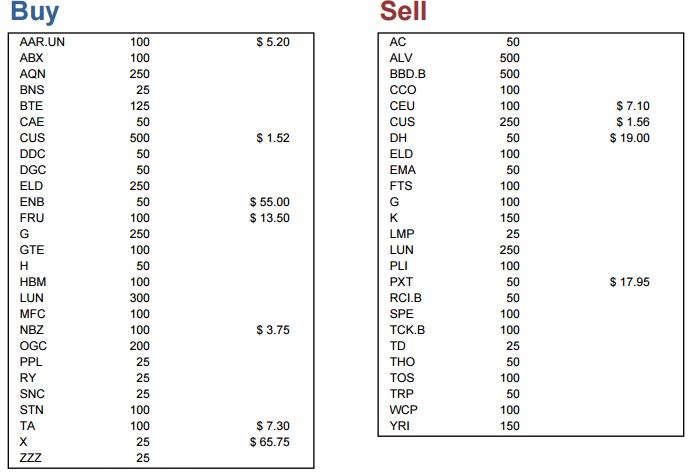 Buy
AAR.UN 100 $ 5.20
ABX 100
AQN 250
BNS 25
BTE 125
CAE 50
CUS 500 $ 1.52
DDC 50
DGC 50
ELD 250
ENB 50 $ 55.00
FRU 100 $ 13.50
G 250
GTE 100
H 50
HBM 100
LUN 300
MFC 100
NBZ 100 $ 3.75
OGC 200
PPL 25
RY 25
SNC 25
STN 100
TA 100 $ 7.30
X 25 $ 65.75
ZZZ 25
Sell
AC 50
ALV 500
BBD.B 500
CCO 100
CEU 100 $ 7.10
CUS 250 $ 1.56
DH 50 $ 19.00
ELD 100
EMA 50
FTS 100
G 100
K 150
LMP 25
LUN 250
PLI 100
PXT 50 $ 17.95
RCI.B 50
SPE 100
TCK.B 100
TD 25
THO 50
TOS 100
TRP 50
WCP 100
YRI 150